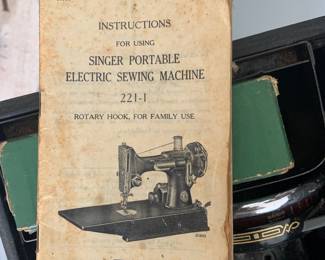 INSTRUCTIONS
FOR USING
SINGER PORTABLE
ELECTRIC SEWING MACHINE
221-1
ROTARY HOOK, FOR FAMILY USE